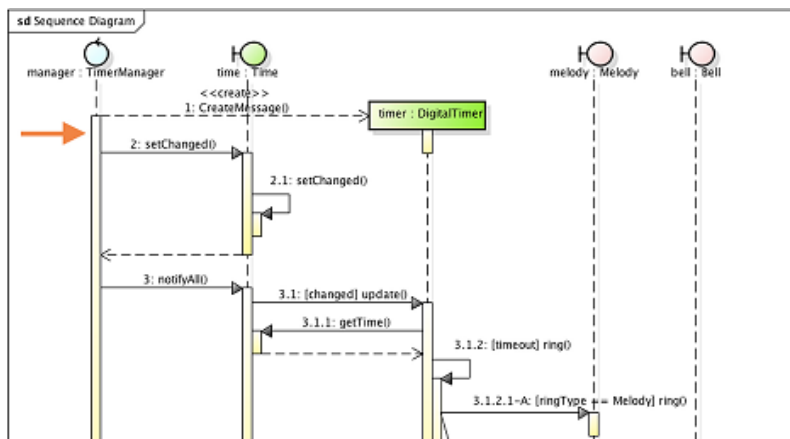 sd Sequence Diagram
manager : TimerManager
time : Time
melody : Melody
bell : Bell
<<create>>
1: CreateMessage()
timer : DigitalTimer
2: setChanged()
2.1: setChanged()
3: notifyAll()
3.1: [changed] update()
3.1.1: getTime()
3.1.2: [timeout] ring()
3.1.2.1-A: [ringType == Melody] ring()